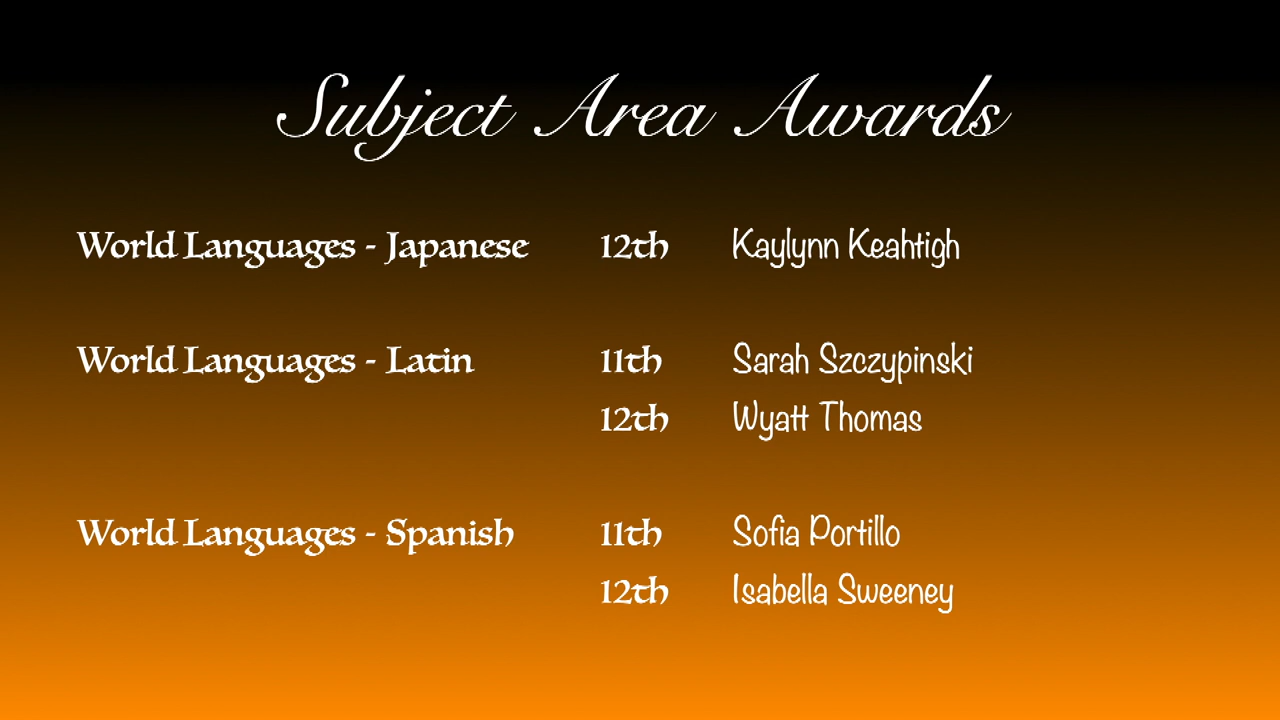 Subject Area Awards
World Languages - Japanese 12th Kaylynn Keahtigh
World Languages - Latin 11th Sarah Szczypinski
12th Wyatt Thomas
World Languages - Spanish 11th Sofia Portillo
12th Isabella Sweeney